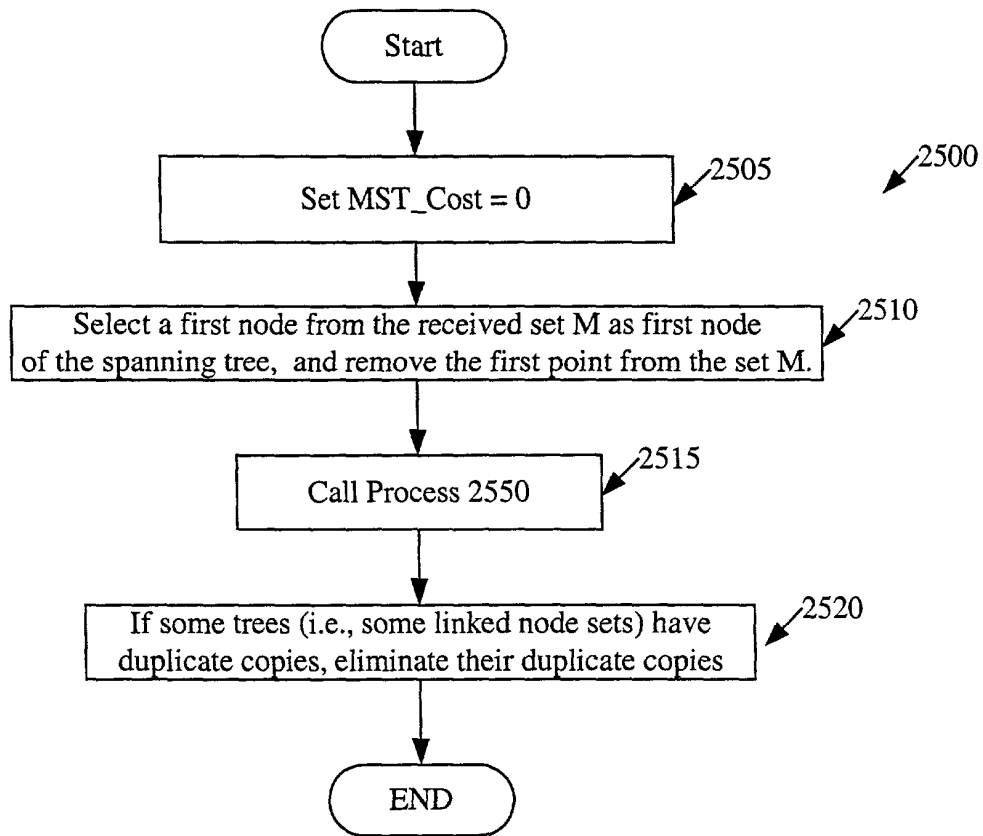 Start
2500
2505
Set MST_Cost = 0
2510
Select a first node from the received set M as first node
of the spanning tree, and remove the first point from the set M.
2515
Call Process 2550
2520
If some trees (i.e., some linked node sets) have
duplicate copies, eliminate their duplicate copies
END